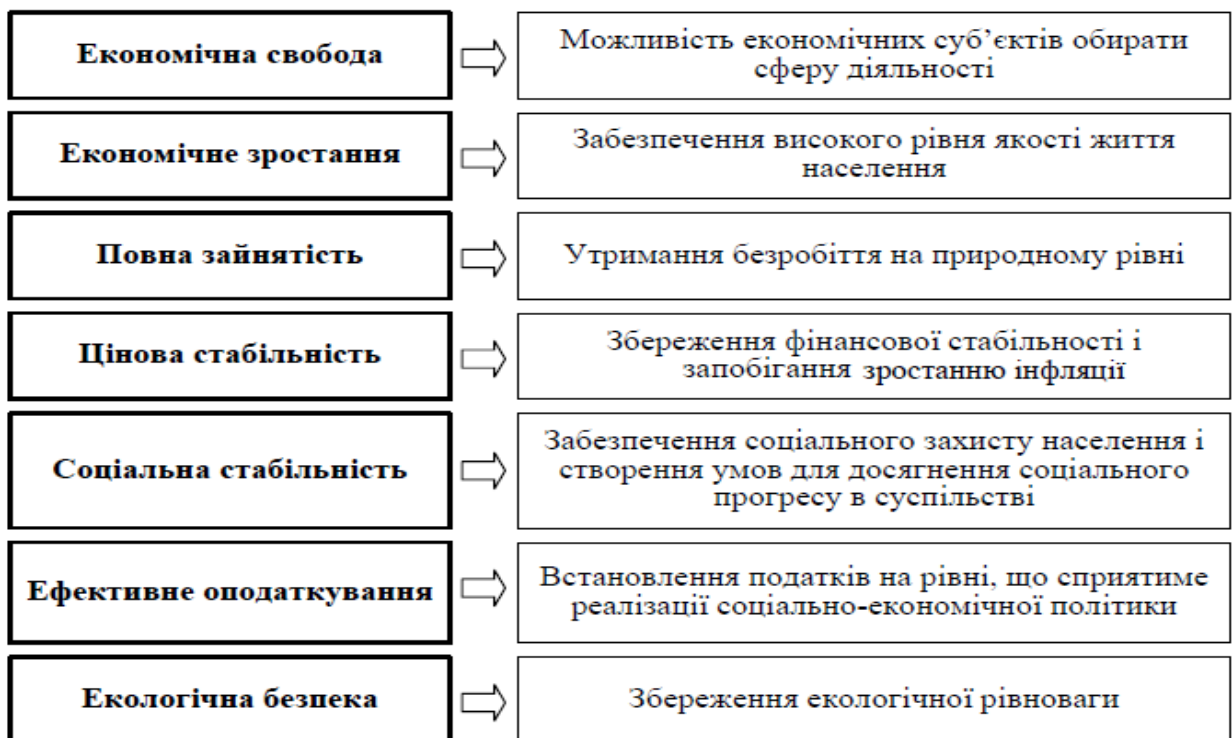 Економічна свобода
Можливість економічних суб’єктів обирати
сферу діяльності
Економічне зростання
Забезпечення високого рівня якості життя
населення
Повна зайнятість
Утримання безробіття на природному рівні
Цінова стабільність
Збереження фінансової стабільності і
запобігання зростанню інфляції
Соціальна стабільність
Забезпечення соціального захисту населення і
створення умов для досягнення соціального
прогресу в суспільстві
Ефективне оподаткування
Встановлення податків на рівні, що сприятиме
реалізації соціально-економічної політики
Екологічна безпека
Збереження екологічної рівноваги